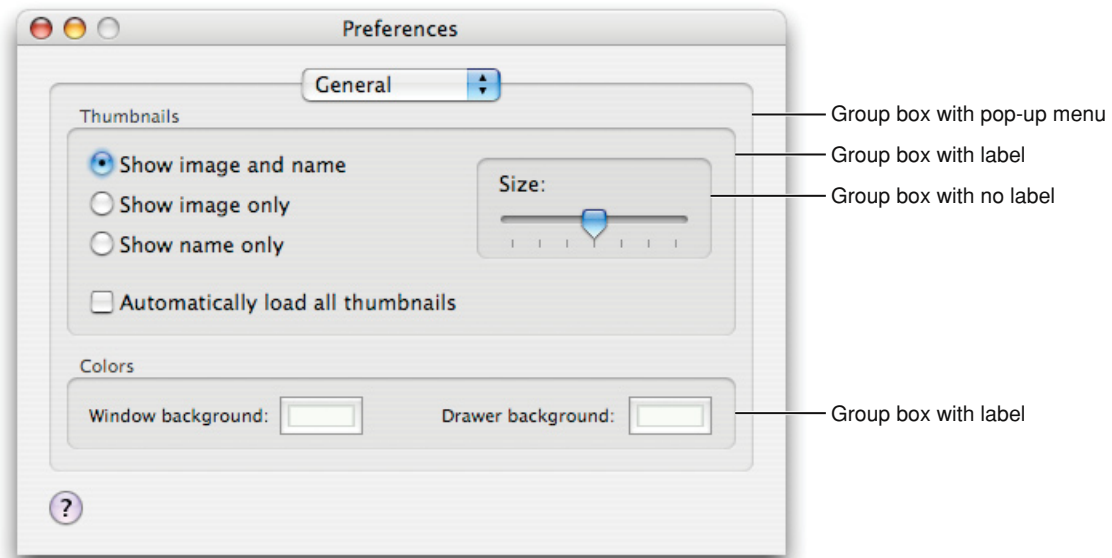 Preferences
General
Thumbnails
Show image and name
Show image only
Show name only
Automatically load all thumbnails
Size:
Colors
Window background:
Drawer background:
?
Group box with pop-up menu
Group box with label
Group box with no label
Group box with label